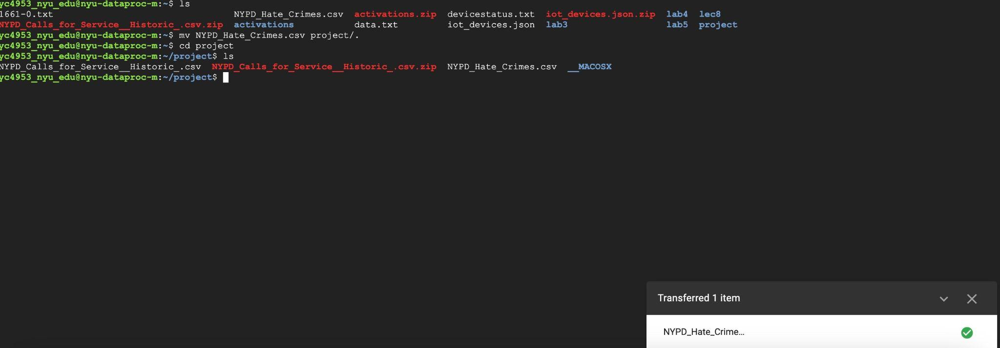 yc4953_nyu_edu@nyu-dataproc-m:~$ ls
1661-0.txt NYPD_Hate_Crimes.csv activations.zip devicestatus.txt iot_devices.json.zip lab4 lec8
NYPD_Calls_for_Service__Historic_.csv.zip activations data.txt iot_devices.json lab3 lab5 project
yc4953_nyu_edu@nyu-dataproc-m:~$ mv NYPD_Hate_Crimes.csv project/.
yc4953_nyu_edu@nyu-dataproc-m:~$ cd project
yc4953_nyu_edu@nyu-dataproc-m:~/project$ ls
NYPD_Calls_for_Service__Historic_.csv NYPD_Calls_for_Service__Historic_.csv.zip NYPD_Hate_Crimes.csv __MACOSX
yc4953_nyu_edu@nyu-dataproc-m:~/project$
Transferred 1 item
NYPD_Hate_Crime...